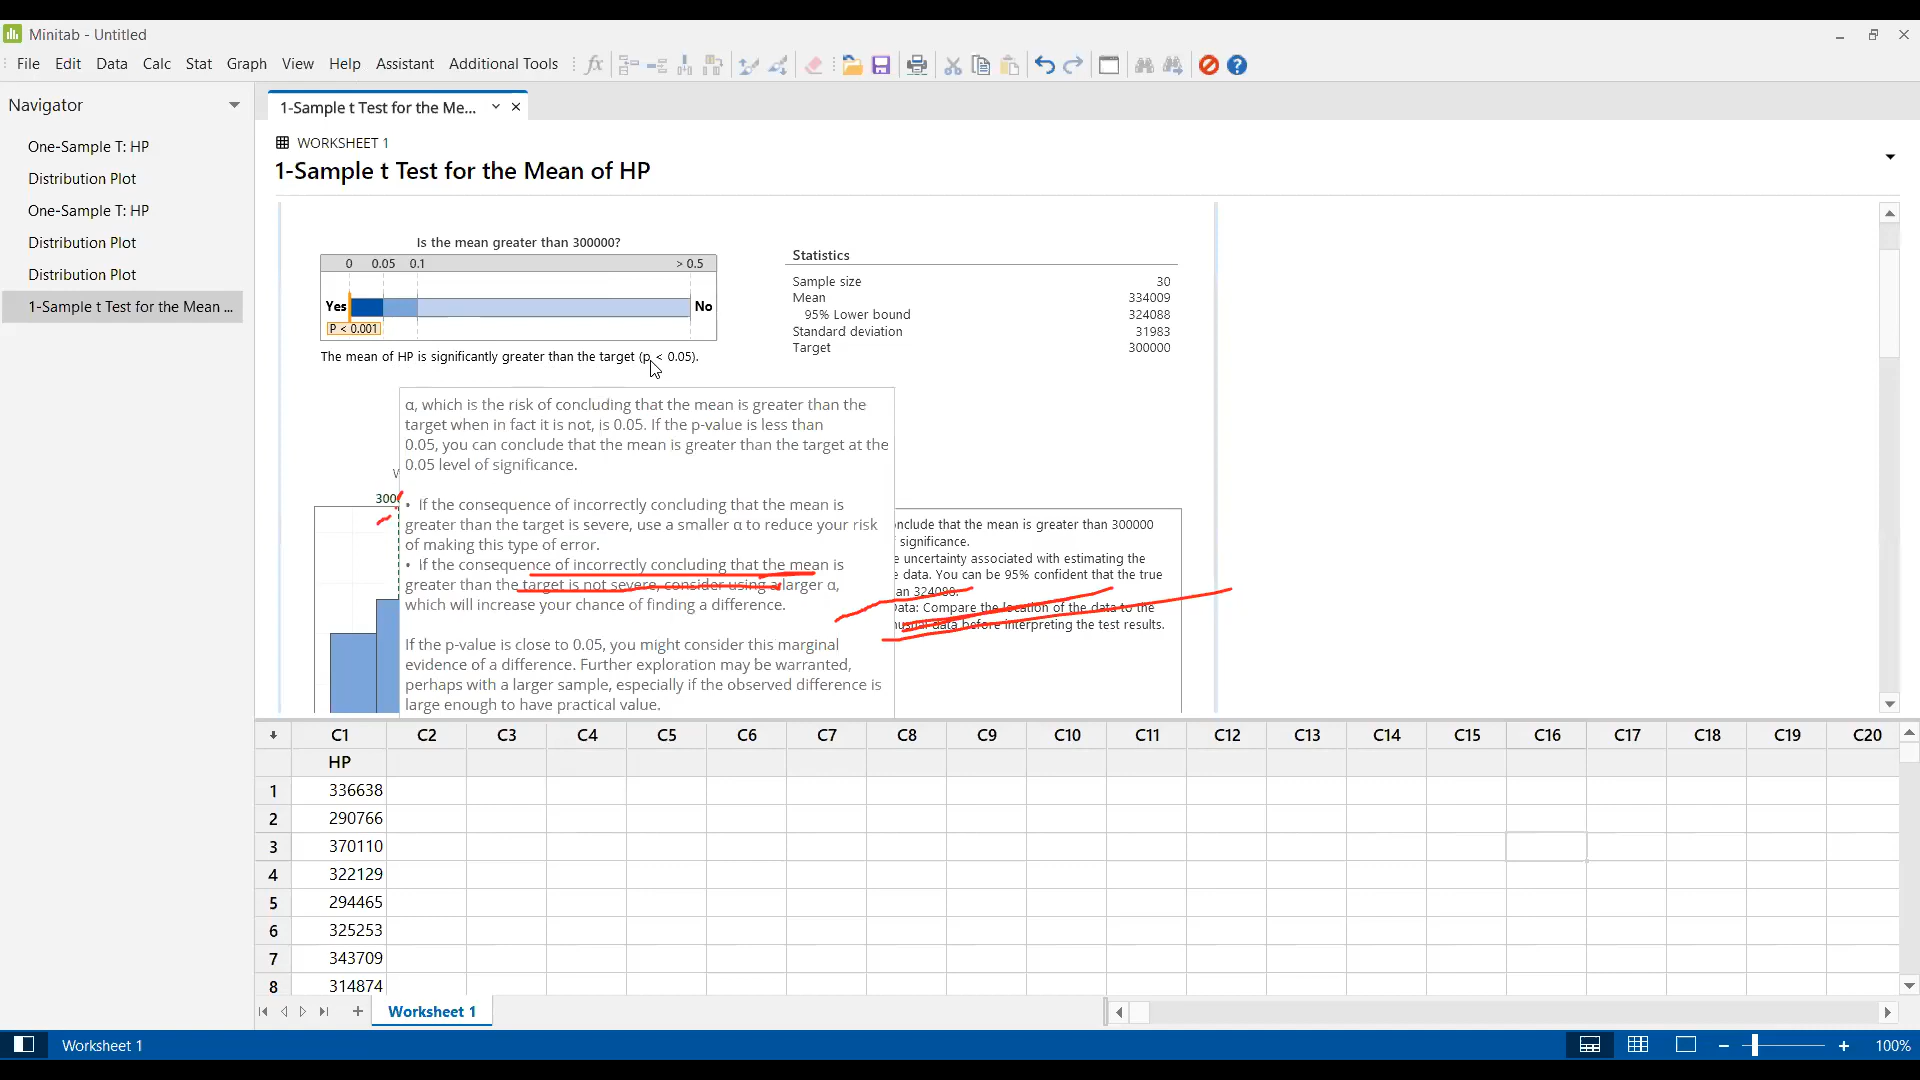 Minitab - Untitled
File Edit Data Calc Stat Graph View Help Assistant Additional Tools
Navigator
One-Sample T: HP
Distribution Plot
One-Sample T: HP
Distribution Plot
Distribution Plot
1-Sample t Test for the Mean ...
1-Sample t Test for the Me...
WORKSHEET 1
1-Sample t Test for the Mean of HP
Is the mean greater than 300000?
0 0.05 0.1 > 0.5
Yes No
P < 0.001
The mean of HP is significantly greater than the target (p < 0.05).
Statistics
Sample size 30
Mean 334009
95% Lower bound 324088
Standard deviation 31983
Target 300000
α, which is the risk of concluding that the mean is greater than the
target when in fact it is not, is 0.05. If the p-value is less than
0.05, you can conclude that the mean is greater than the target at the
0.05 level of significance.
• If the consequence of incorrectly concluding that the mean is
greater than the target is severe, use a smaller α to reduce your risk
of making this type of error.
• If the consequence of incorrectly concluding that the mean is
greater than the target is not severe, consider using a larger α,
which will increase your chance of finding a difference.
If the p-value is close to 0.05, you might consider this marginal
evidence of a difference. Further exploration may be warranted,
perhaps with a larger sample, especially if the observed difference is
large enough to have practical value.
300
nclude that the mean is greater than 300000
significance.
e uncertainty associated with estimating the
e data. You can be 95% confident that the true
an 324088.
Data: Compare the location of the data to the
nusual data before interpreting the test results.
C1 C2 C3 C4 C5 C6 C7 C8 C9 C10 C11 C12 C13 C14 C15 C16 C17 C18 C19 C20
HP
1 336638
2 290766
3 370110
4 322129
5 294465
6 325253
7 343709
8 314874
Worksheet 1
Worksheet 1
100%